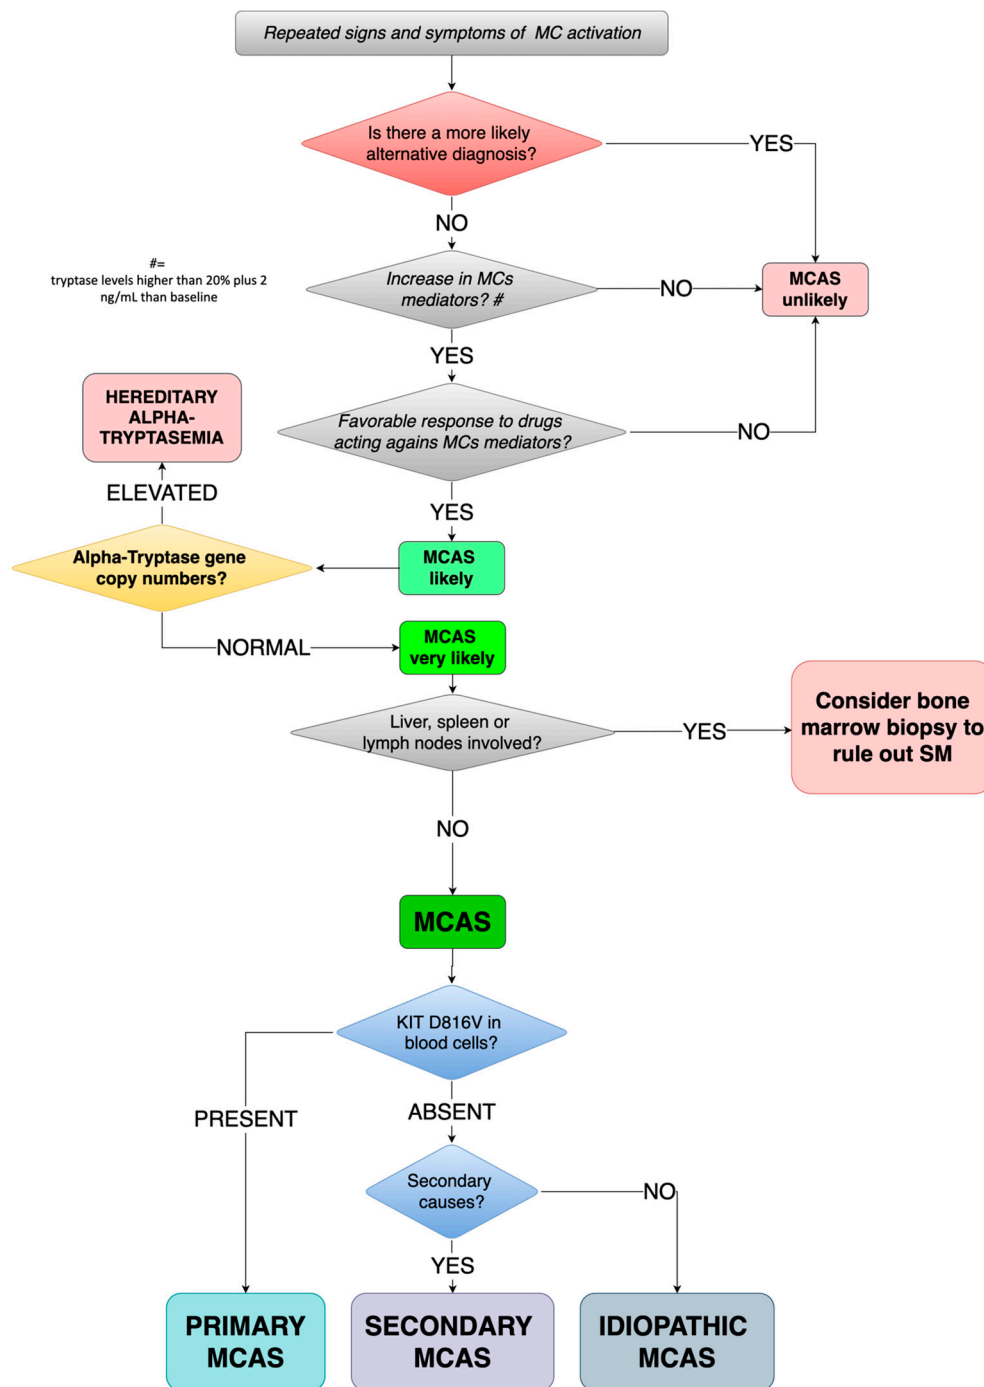 Repeated signs and symptoms of MC activation
Is there a more likely
alternative diagnosis?
YES
NO
#=
tryptase levels higher than 20% plus 2
ng/mL than baseline
Increase in MCs
mediators? #
NO
MCAS
unlikely
YES
HEREDITARY
ALPHA-
TRYPTASEMIA
Favorable response to drugs
acting agains MCs mediators?
NO
ELEVATED
YES
Alpha-Tryptase gene
copy numbers?
MCAS
likely
NORMAL
MCAS
very likely
Liver, spleen or
lymph nodes involved?
YES
Consider bone
marrow biopsy to
rule out SM
NO
MCAS
KIT D816V in
blood cells?
PRESENT
ABSENT
Secondary
causes?
NO
YES
PRIMARY
MCAS
SECONDARY
MCAS
IDIOPATHIC
MCAS